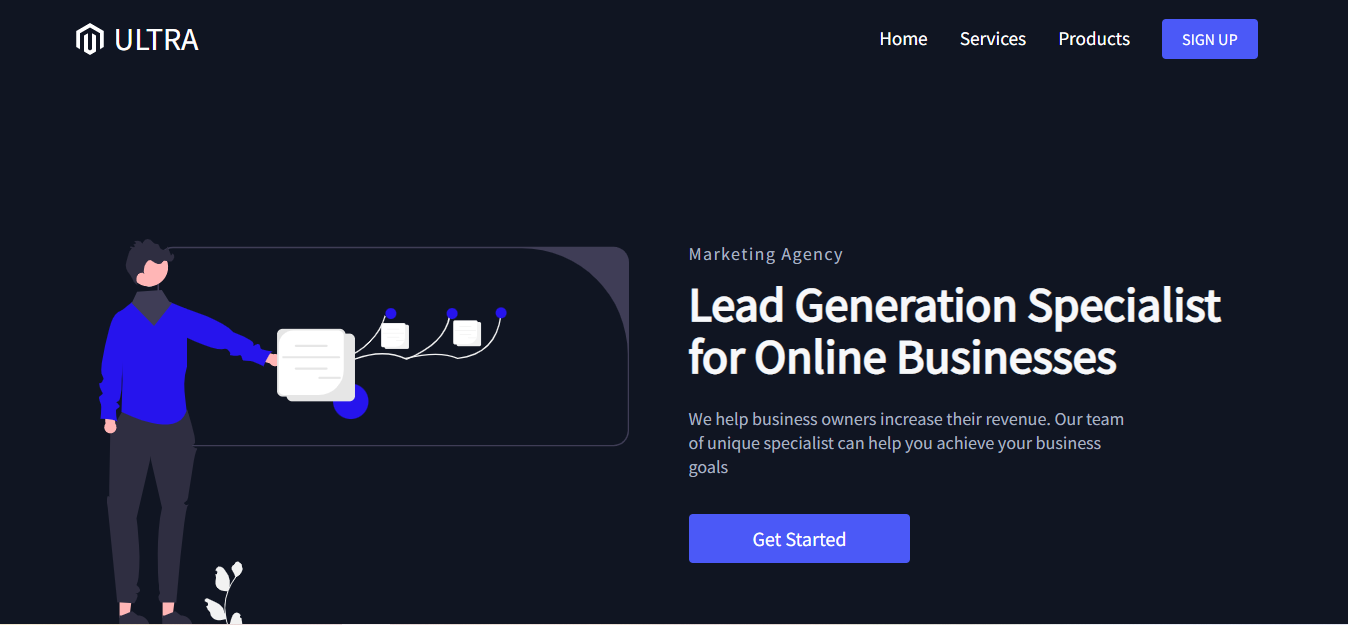 ULTRA
Home
Services
Products
SIGN UP
Marketing Agency
Lead Generation Specialist
for Online Businesses
We help business owners increase their revenue. Our team
of unique specialist can help you achieve your business
goals
Get Started